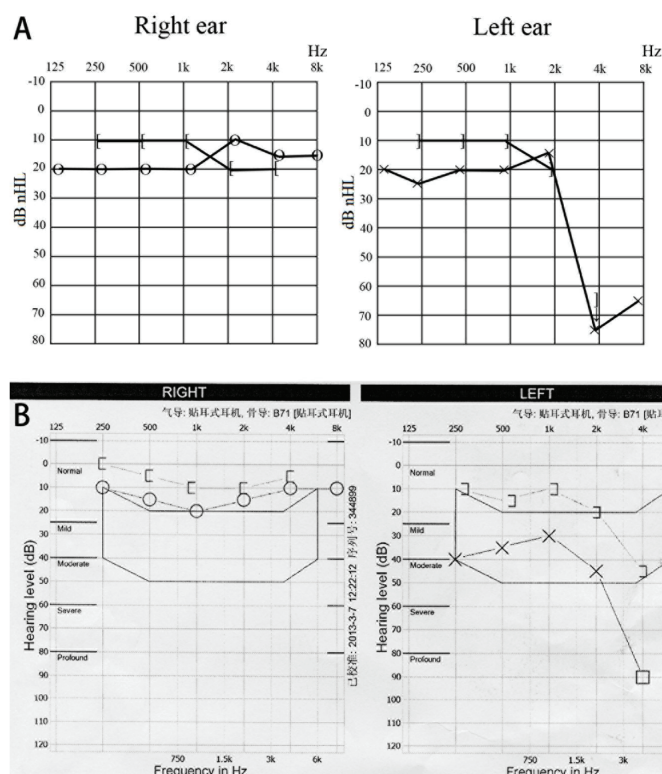 A
Right ear
Left ear
Hz
125 250 500 1k 2k 4k 8k
-10
0
10
20
30
40
50
60
70
80
dB nHL
Hz
125 250 500 1k 2k 4k 8k
-10
0
10
20
30
40
50
60
70
80
dB nHL
B
RIGHT
气导: 贴耳式耳机, 骨导: B71 [贴耳式耳机]
125 250 500 1k 2k 4k 8k
-10
0
10
20
30
40
50
60
70
80
90
100
110
120
Normal
Mild
Moderate
Severe
Profound
Hearing level (dB)
750 1.5k 3k 6k
Frequency in Hz
已校准: 2013-3-7 12:22:12 序列号: 344899
LEFT
气导: 贴耳式耳机, 骨导: B71 [贴耳
125 250 500 1k 2k 4k
-10
0
10
20
30
40
50
60
70
80
90
100
110
120
Normal
Mild
Moderate
Severe
Profound
Hearing level (dB)
750 1.5k 3k
Frequency in Hz